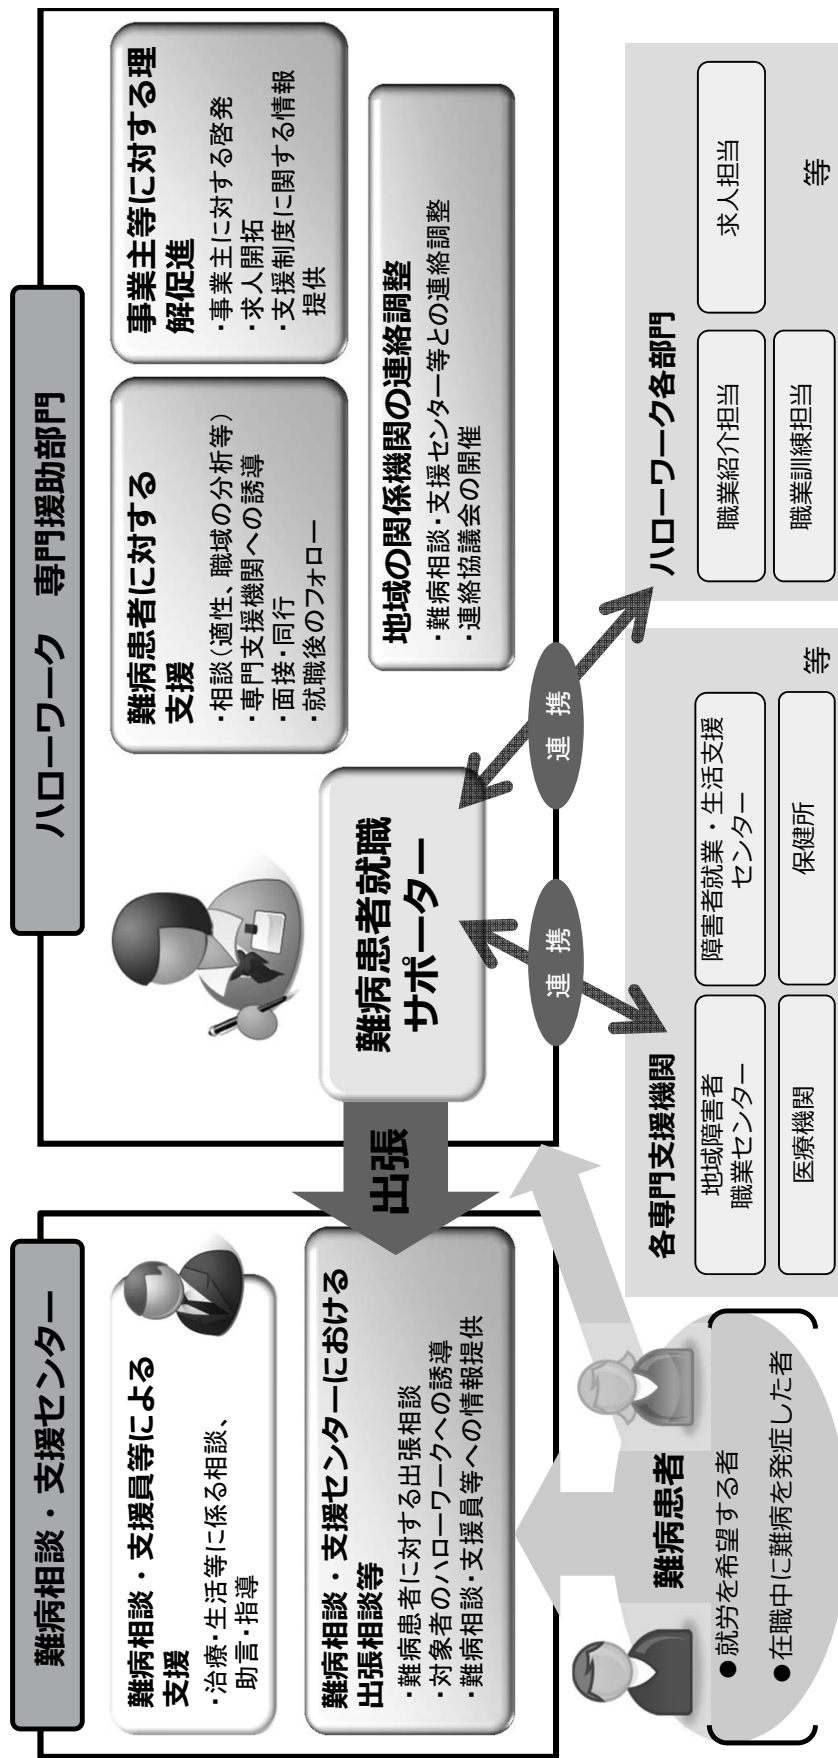 難病相談・支援センター
難病相談・支援員等による
支援
・治療・生活等に係る相談、
助言・指導
難病相談・支援センターにおける
出張相談等
・難病患者に対する出張相談
・対象者のハローワークへの誘導
・難病相談・支援員等への情報提供
出張
ハローワーク　専門援助部門
難病患者就職
サポーター
難病患者に対する
支援
・相談(適性、職域の分析等)
・専門支援機関への誘導
・面接・同行
・就職後のフォロー
事業主等に対する理
解促進
・事業主に対する啓発
・求人開拓
・支援制度に関する情報
提供
地域の関係機関の連絡調整
・難病相談・支援センター等との連絡調整
・連絡協議会の開催
連 携
連 携
難病患者
●就労を希望する者
●在職中に難病を発症した者
各専門支援機関
地域障害者
職業センター
障害者就業・生活支援
センター
医療機関
保健所
等
ハローワーク各部門
職業紹介担当
求人担当
職業訓練担当
等